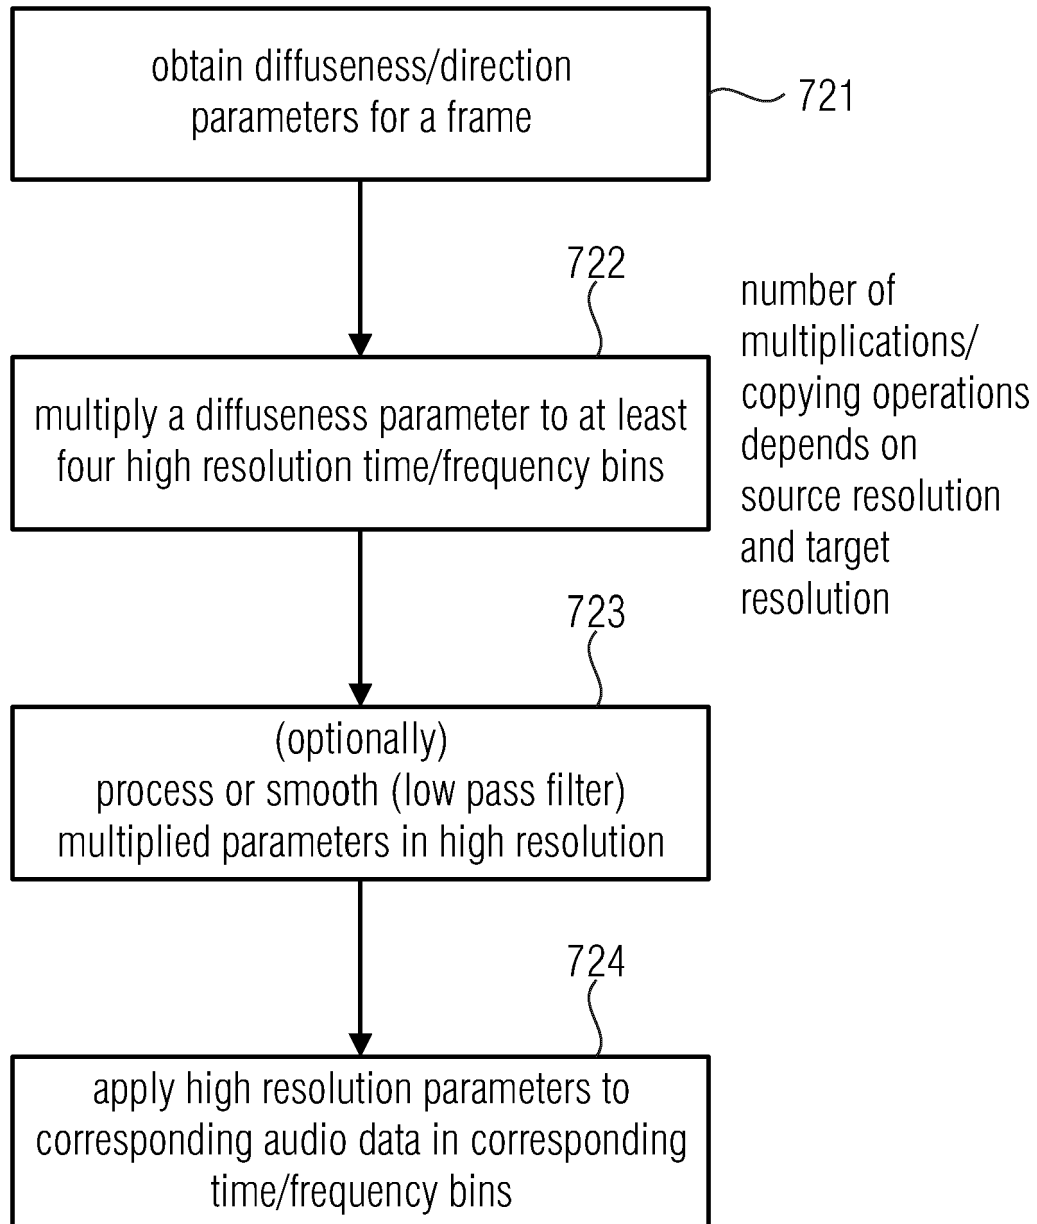 obtain diffuseness/direction
parameters for a frame
721
722
multiply a diffuseness parameter to at least
four high resolution time/frequency bins
number of
multiplications/
copying operations
depends on
source resolution
and target
resolution
723
(optionally)
process or smooth (low pass filter)
multiplied parameters in high resolution
724
apply high resolution parameters to
corresponding audio data in corresponding
time/frequency bins